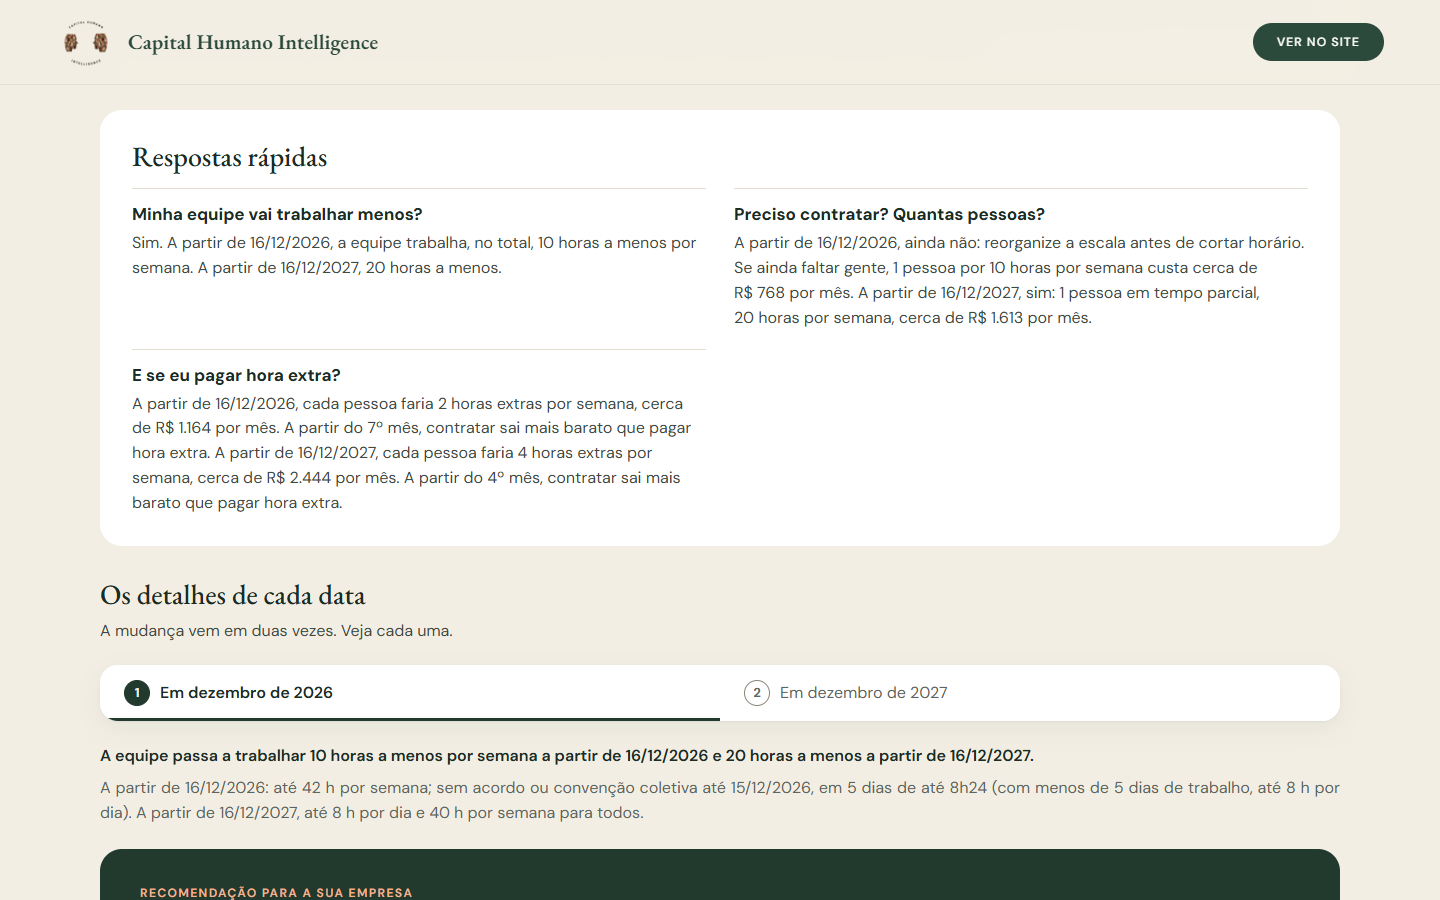 CAPITAL HUMANO
INTELLIGENCE
Capital Humano Intelligence
VER NO SITE
Respostas rápidas
Minha equipe vai trabalhar menos?
Sim. A partir de 16/12/2026, a equipe trabalha, no total, 10 horas a menos por
semana. A partir de 16/12/2027, 20 horas a menos.
Preciso contratar? Quantas pessoas?
A partir de 16/12/2026, ainda não: reorganize a escala antes de cortar horário.
Se ainda faltar gente, 1 pessoa por 10 horas por semana custa cerca de
R$ 768 por mês. A partir de 16/12/2027, sim: 1 pessoa em tempo parcial,
20 horas por semana, cerca de R$ 1.613 por mês.
E se eu pagar hora extra?
A partir de 16/12/2026, cada pessoa faria 2 horas extras por semana, cerca
de R$ 1.164 por mês. A partir do 7º mês, contratar sai mais barato que pagar
hora extra. A partir de 16/12/2027, cada pessoa faria 4 horas extras por
semana, cerca de R$ 2.444 por mês. A partir do 4º mês, contratar sai mais
barato que pagar hora extra.
Os detalhes de cada data
A mudança vem em duas vezes. Veja cada uma.
1 Em dezembro de 2026
2 Em dezembro de 2027
A equipe passa a trabalhar 10 horas a menos por semana a partir de 16/12/2026 e 20 horas a menos a partir de 16/12/2027.
A partir de 16/12/2026: até 42 h por semana; sem acordo ou convenção coletiva até 15/12/2026, em 5 dias de até 8h24 (com menos de 5 dias de trabalho, até 8 h por
dia). A partir de 16/12/2027, até 8 h por dia e 40 h por semana para todos.
RECOMENDAÇÃO PARA A SUA EMPRESA